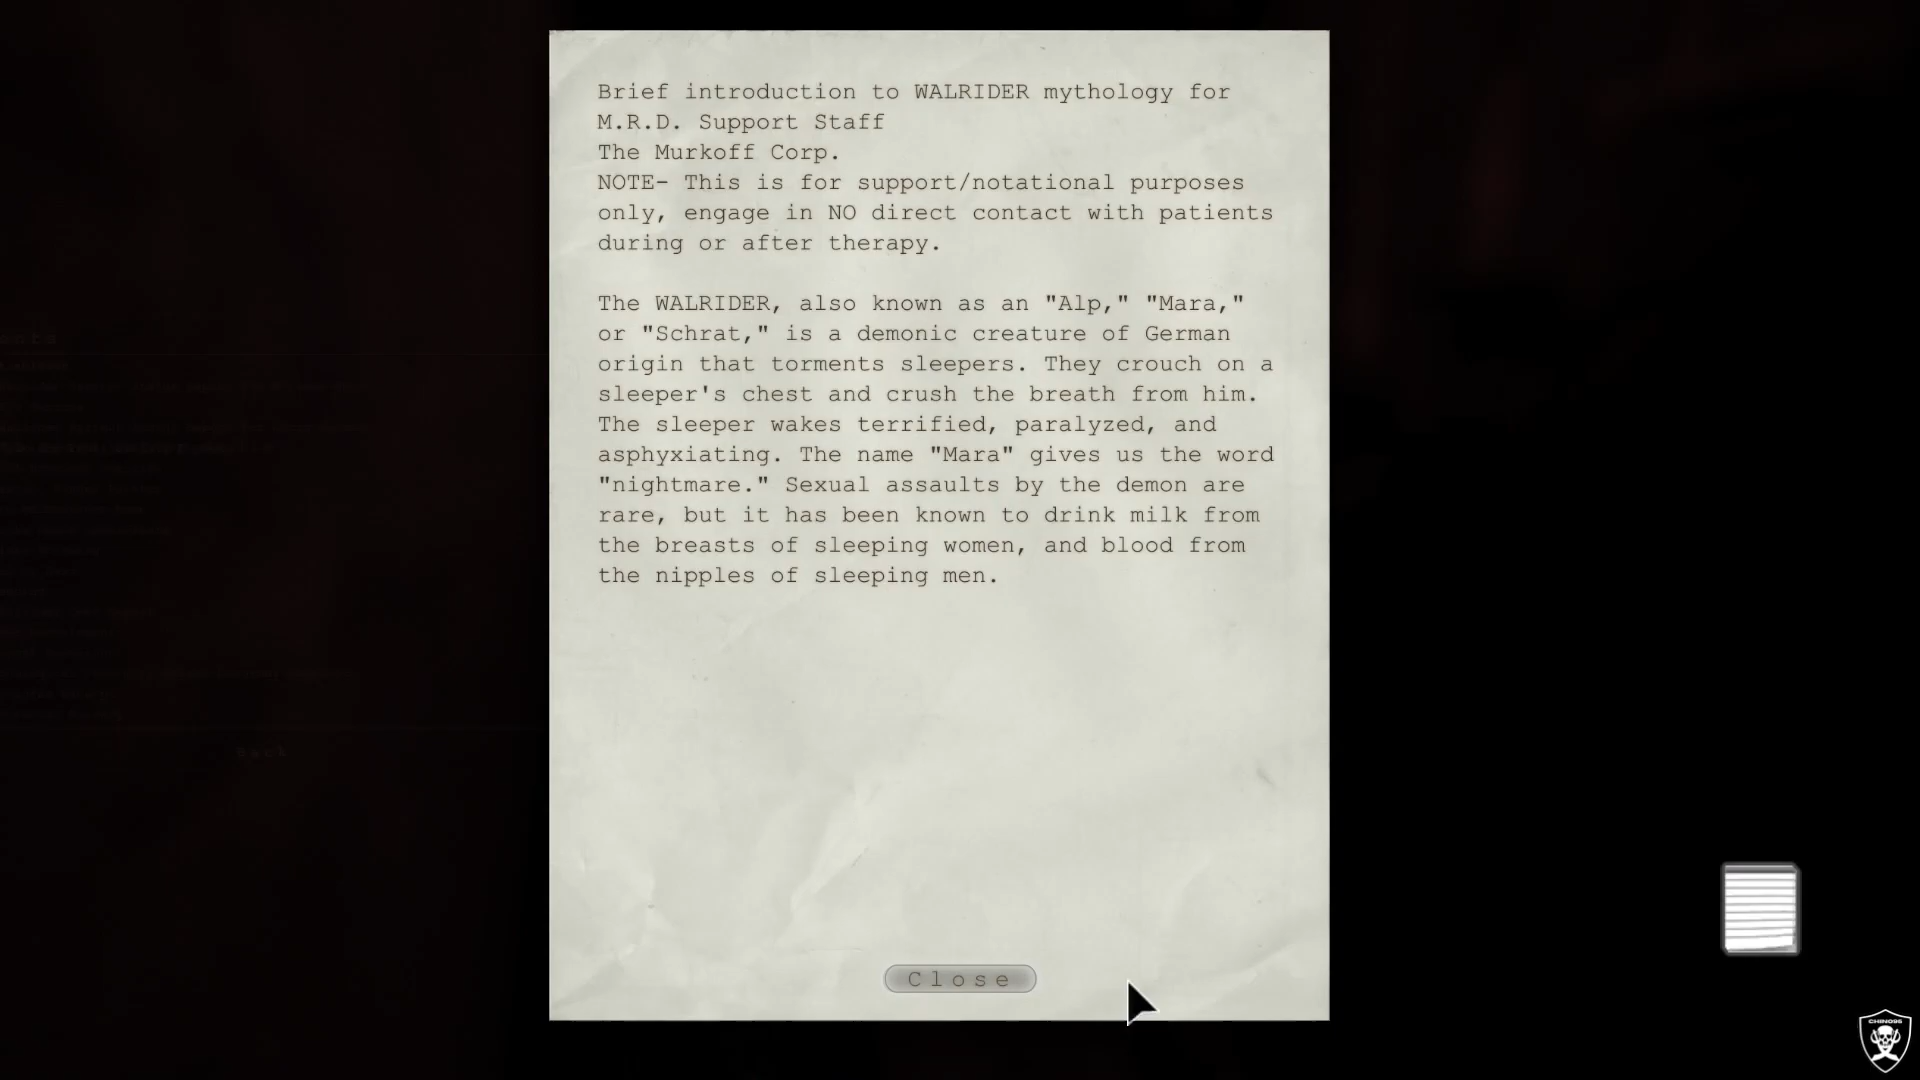 Brief introduction to WALRIDER mythology for
M.R.D. Support Staff
The Murkoff Corp.
NOTE- This is for support/notational purposes
only, engage in NO direct contact with patients
during or after therapy.
The WALRIDER, also known as an "Alp," "Mara,"
or "Schrat," is a demonic creature of German
origin that torments sleepers. They crouch on a
sleeper's chest and crush the breath from him.
The sleeper wakes terrified, paralyzed, and
asphyxiating. The name "Mara" gives us the word
"nightmare." Sexual assaults by the demon are
rare, but it has been known to drink milk from
the breasts of sleeping women, and blood from
the nipples of sleeping men.
Back
Close
CHINO96